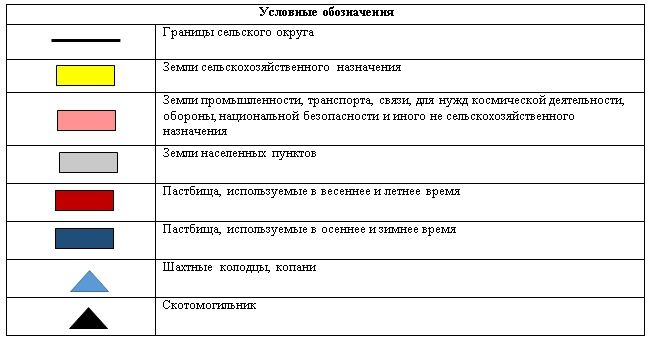 Условные обозначения
Границы сельского округа
Земли сельскохозяйственного назначения
Земли промышленности, транспорта, связи, для нужд космической деятельности,
обороны, национальной безопасности и иного не сельскохозяйственного
назначения
Земли населенных пунктов
Пастбища, используемые в весеннее и летнее время
Пастбища, используемые в осеннее и зимнее время
Шахтные колодцы, копани
Скотомогильник